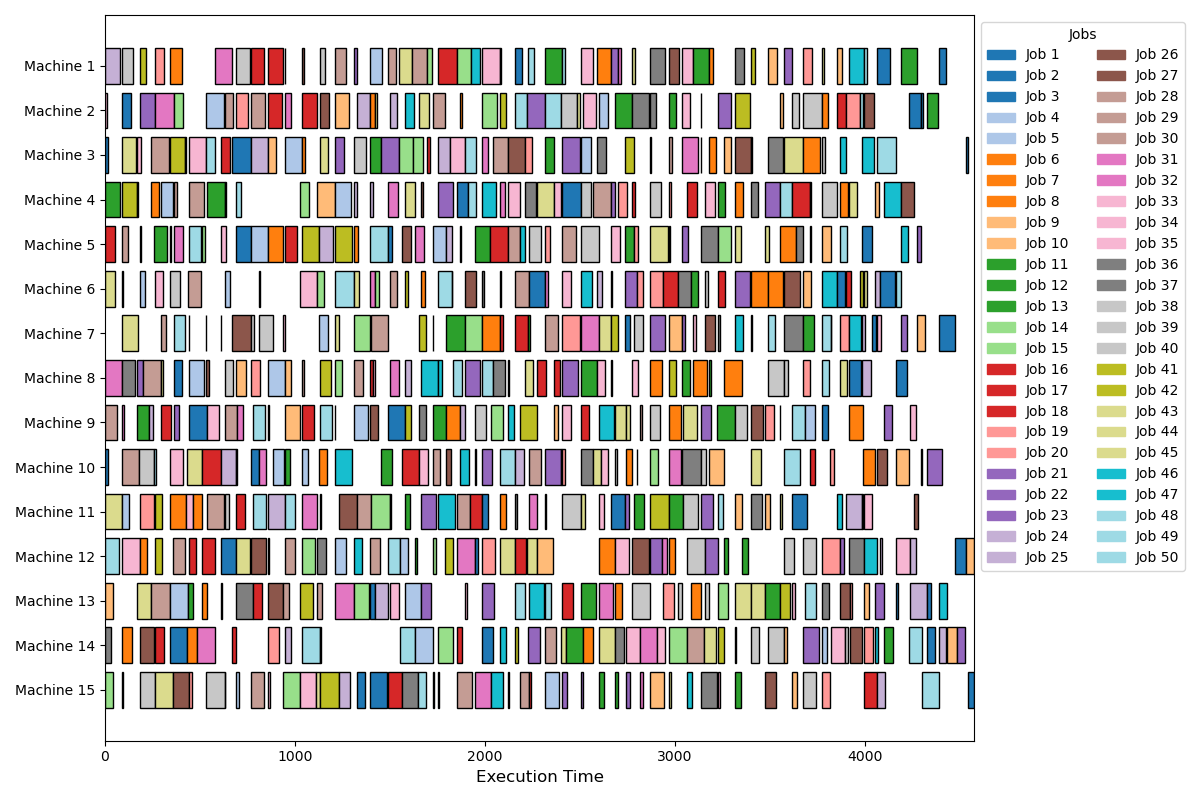 Machine 1
Machine 2
Machine 3
Machine 4
Machine 5
Machine 6
Machine 7
Machine 8
Machine 9
Machine 10
Machine 11
Machine 12
Machine 13
Machine 14
Machine 15
0 1000 2000 3000 4000
Execution Time
Jobs
Job 1 Job 26
Job 2 Job 27
Job 3 Job 28
Job 4 Job 29
Job 5 Job 30
Job 6 Job 31
Job 7 Job 32
Job 8 Job 33
Job 9 Job 34
Job 10 Job 35
Job 11 Job 36
Job 12 Job 37
Job 13 Job 38
Job 14 Job 39
Job 15 Job 40
Job 16 Job 41
Job 17 Job 42
Job 18 Job 43
Job 19 Job 44
Job 20 Job 45
Job 21 Job 46
Job 22 Job 47
Job 23 Job 48
Job 24 Job 49
Job 25 Job 50